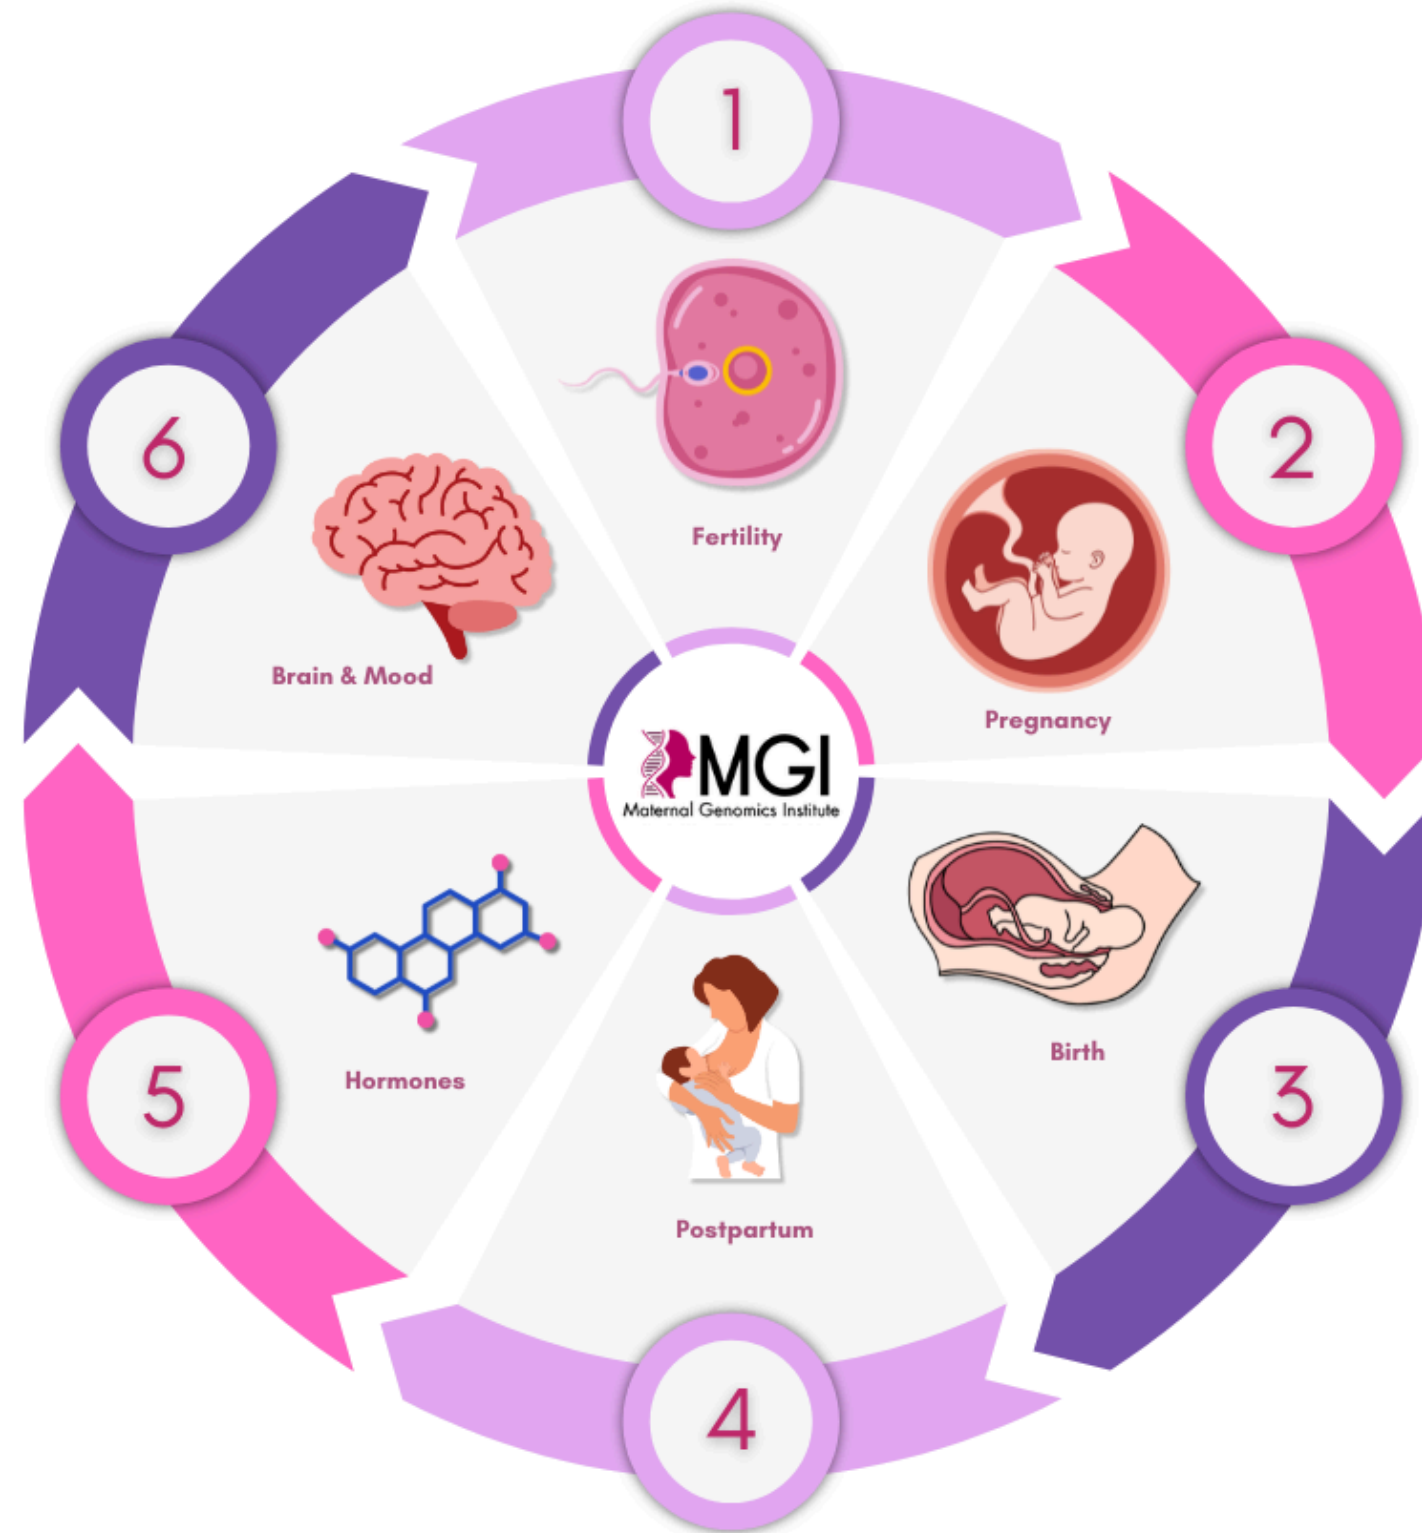 1
Fertility
2
Pregnancy
3
Birth
4
Postpartum
5
Hormones
6
Brain & Mood
MGI
Maternal Genomics Institute